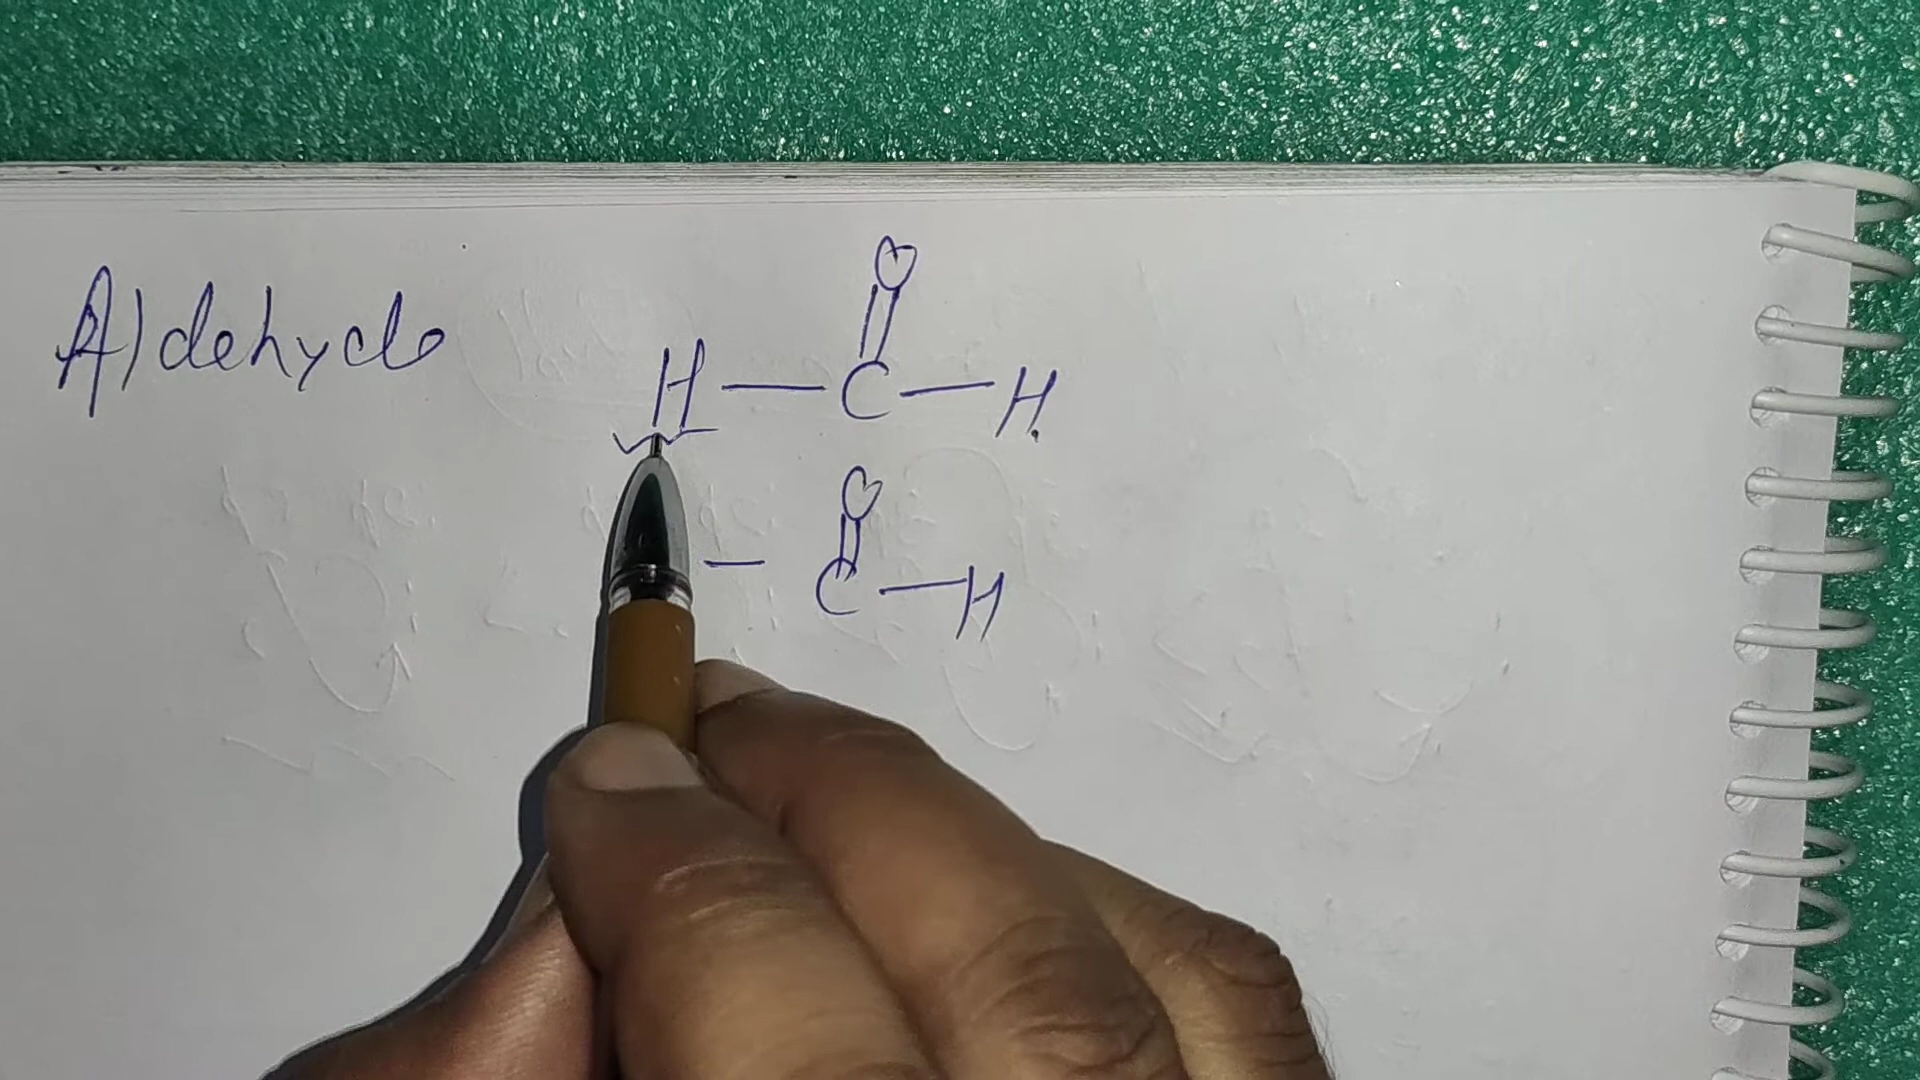 Aldehyde
O
H — C — H
O
— C — H